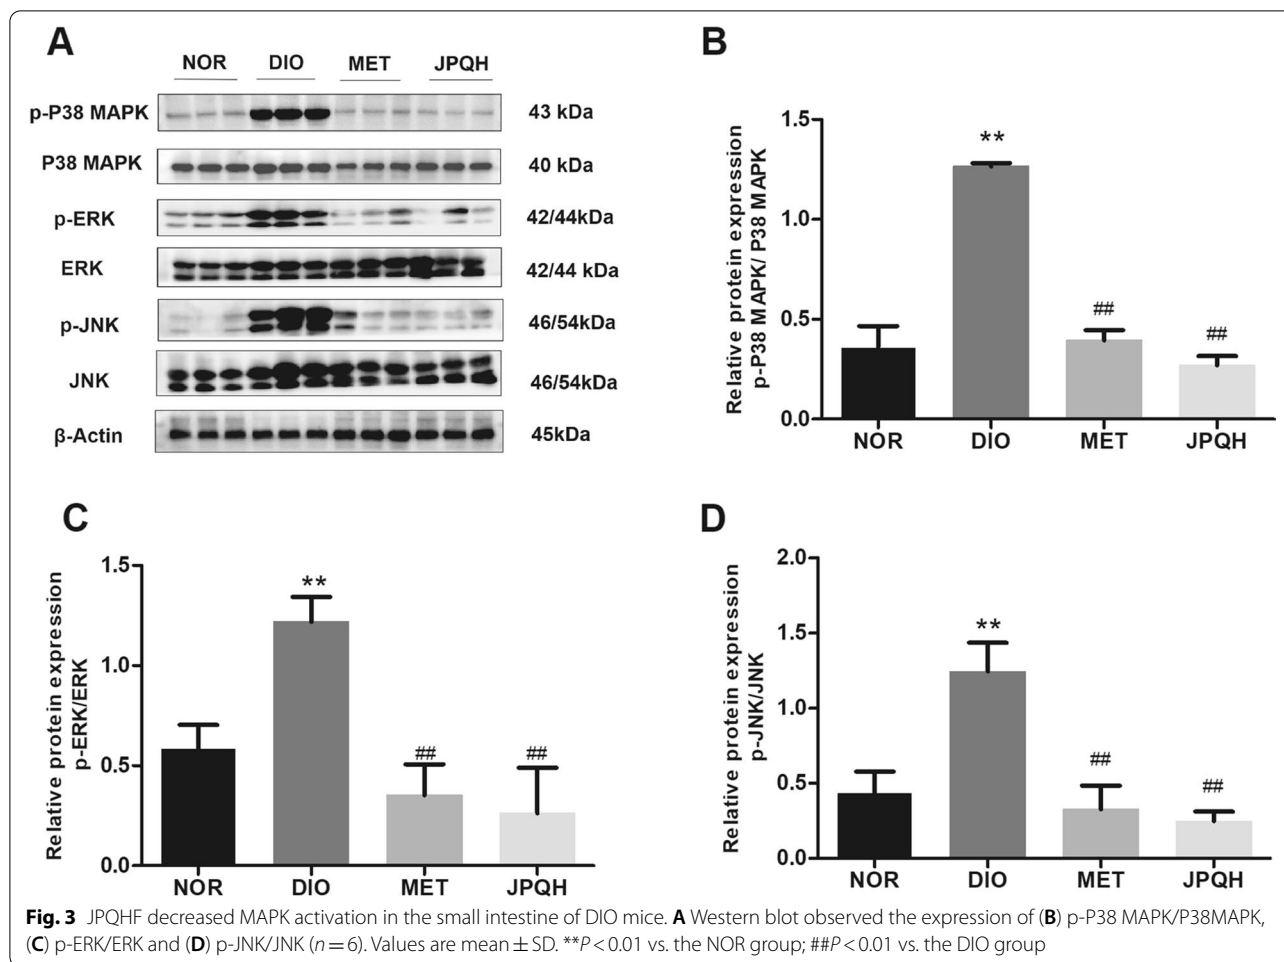 A
NOR DIO MET JPQH
p-P38 MAPK 43 kDa
P38 MAPK 40 kDa
p-ERK 42/44kDa
ERK 42/44 kDa
p-JNK 46/54kDa
JNK 46/54kDa
β-Actin 45kDa
B
Relative protein expression
p-P38 MAPK/ P38 MAPK
1.5
1.0
0.5
0.0
**
##
##
NOR DIO MET JPQH
C
Relative protein expression
p-ERK/ERK
1.5
1.0
0.5
0.0
**
##
##
NOR DIO MET JPQH
D
Relative protein expression
p-JNK/JNK
2.0
1.5
1.0
0.5
0.0
**
##
##
NOR DIO MET JPQH
Fig. 3 JPQHF decreased MAPK activation in the small intestine of DIO mice. A Western blot observed the expression of (B) p-P38 MAPK/P38MAPK,
(C) p-ERK/ERK and (D) p-JNK/JNK (n = 6). Values are mean ± SD. **P < 0.01 vs. the NOR group; ##P < 0.01 vs. the DIO group